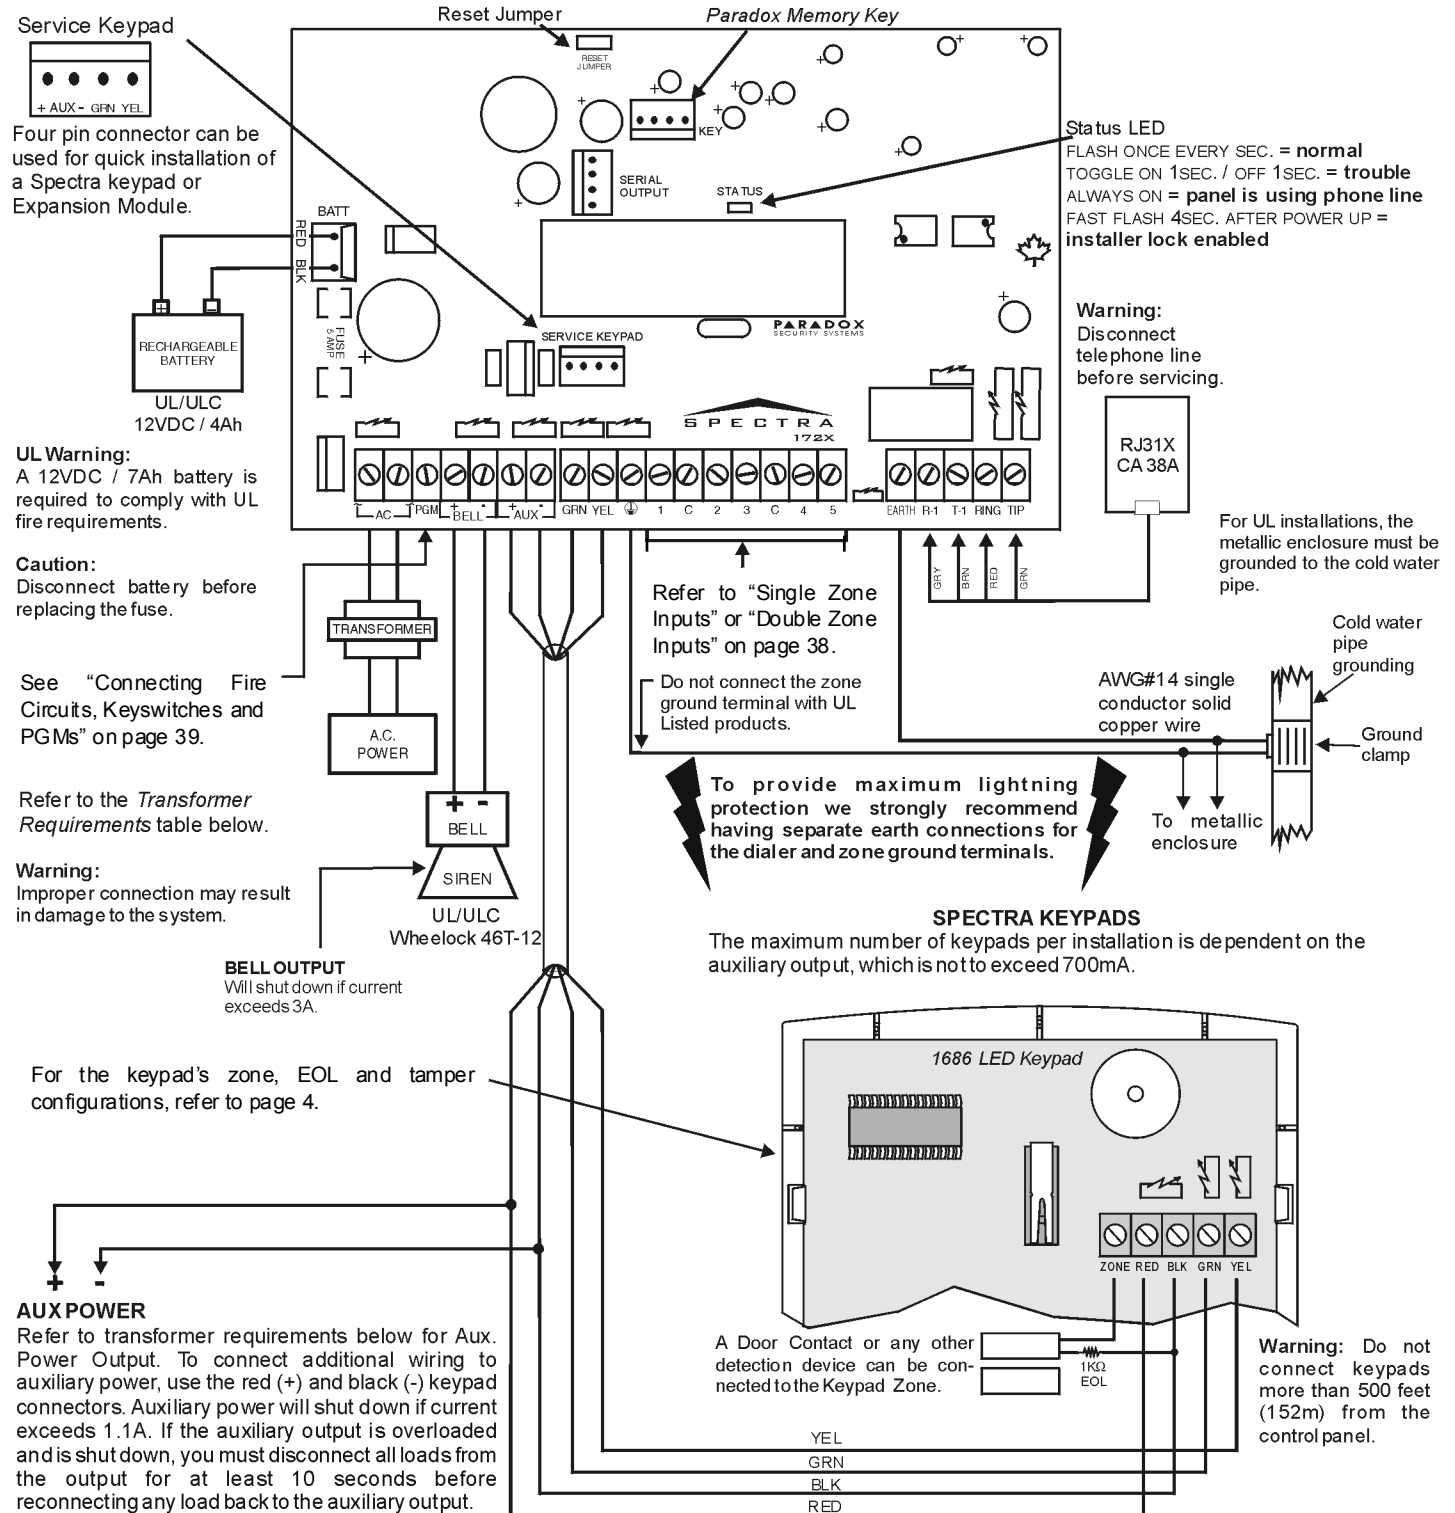 Reset Jumper
Paradox Memory Key
Service Keypad
+ AUX - GRN YEL
Four pin connector can be
used for quick installation of
a Spectra keypad or
Expansion Module.
RESET
JUMPER
KEY
SERIAL
OUTPUT
STATUS
Status LED
FLASH ONCE EVERY SEC. = normal
TOGGLE ON 1SEC. / OFF 1SEC. = trouble
ALWAYS ON = panel is using phone line
FAST FLASH 4SEC. AFTER POWER UP =
installer lock enabled
BATT
RED
BLK
+ -
RECHARGEABLE
BATTERY
UL/ULC
12VDC / 4Ah
FUSE
5 AMP
SERVICE KEYPAD
PARADOX
SECURITY SYSTEMS
SPECTRA
172X
Warning:
Disconnect
telephone line
before servicing.
RJ31X
CA 38A
UL Warning:
A 12VDC / 7Ah battery is
required to comply with UL
fire requirements.
Caution:
Disconnect battery before
replacing the fuse.
~ AC ~ PGM + BELL - + AUX - GRN YEL 1 C 2 3 C 4 5 EARTH R-1 T-1 RING TIP
GRY
BRN
RED
GRN
For UL installations, the
metallic enclosure must be
grounded to the cold water
pipe.
TRANSFORMER
A.C.
POWER
See “Connecting Fire
Circuits, Keyswitches and
PGMs” on page 39.
Refer to the Transformer
Requirements table below.
Warning:
Improper connection may result
in damage to the system.
Refer to “Single Zone
Inputs” or “Double Zone
Inputs” on page 38.
Do not connect the zone
ground terminal with UL
Listed products.
AWG#14 single
conductor solid
copper wire
Cold water
pipe
grounding
Ground
clamp
To metallic
enclosure
To provide maximum lightning
protection we strongly recommend
having separate earth connections for
the dialer and zone ground terminals.
+ -
BELL
SIREN
UL/ULC
Wheelock 46T-12
BELL OUTPUT
Will shut down if current
exceeds 3A.
SPECTRA KEYPADS
The maximum number of keypads per installation is dependent on the
auxiliary output, which is not to exceed 700mA.
1686 LED Keypad
For the keypad’s zone, EOL and tamper
configurations, refer to page 4.
ZONE RED BLK GRN YEL
+ -
AUX POWER
Refer to transformer requirements below for Aux.
Power Output. To connect additional wiring to
auxiliary power, use the red (+) and black (-) keypad
connectors. Auxiliary power will shut down if current
exceeds 1.1A. If the auxiliary output is overloaded
and is shut down, you must disconnect all loads from
the output for at least 10 seconds before
reconnecting any load back to the auxiliary output.
A Door Contact or any other
detection device can be con-
nected to the Keypad Zone.
1KΩ
EOL
Warning: Do not
connect keypads
more than 500 feet
(152m) from the
control panel.
YEL
GRN
BLK
RED